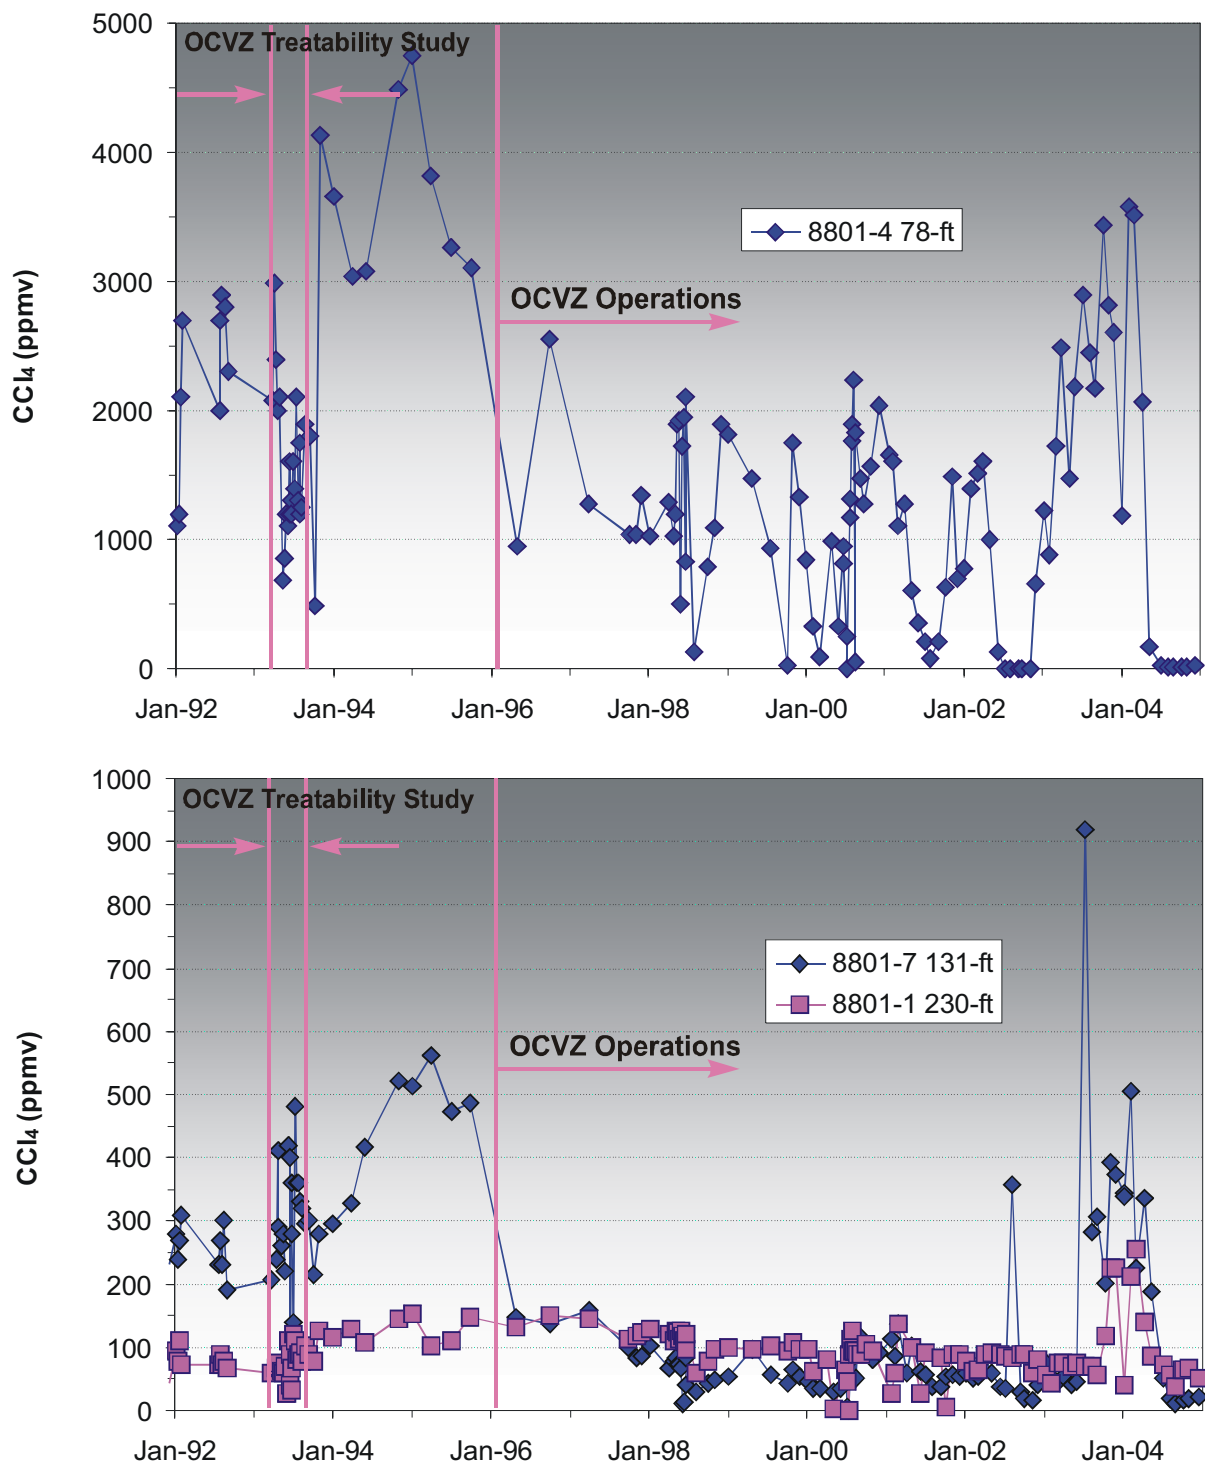 5000
OCVZ Treatability Study
4000
8801-4 78-ft
3000
OCVZ Operations
CCl₄ (ppmv)
2000
1000
0
Jan-92 Jan-94 Jan-96 Jan-98 Jan-00 Jan-02 Jan-04
1000
OCVZ Treatability Study
900
800
8801-7 131-ft
700
8801-1 230-ft
600
OCVZ Operations
CCl₄ (ppmv)
500
400
300
200
100
0
Jan-92 Jan-94 Jan-96 Jan-98 Jan-00 Jan-02 Jan-04